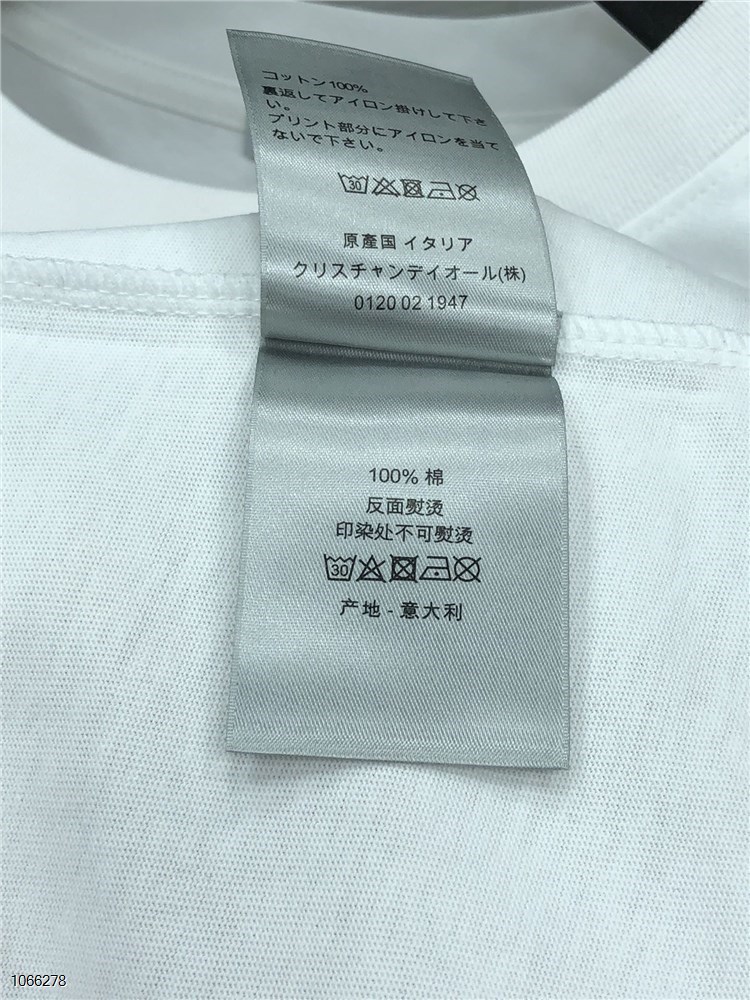 コットン100%
裏返してアイロン掛けして下さ
い。
プリント部分にアイロンを当て
ないで下さい。
30
原產国 イタリア
クリスチャンデイオール(株)
0120 02 1947
100% 棉
反面熨烫
印染处不可熨烫
30
产地 - 意大利
1066278